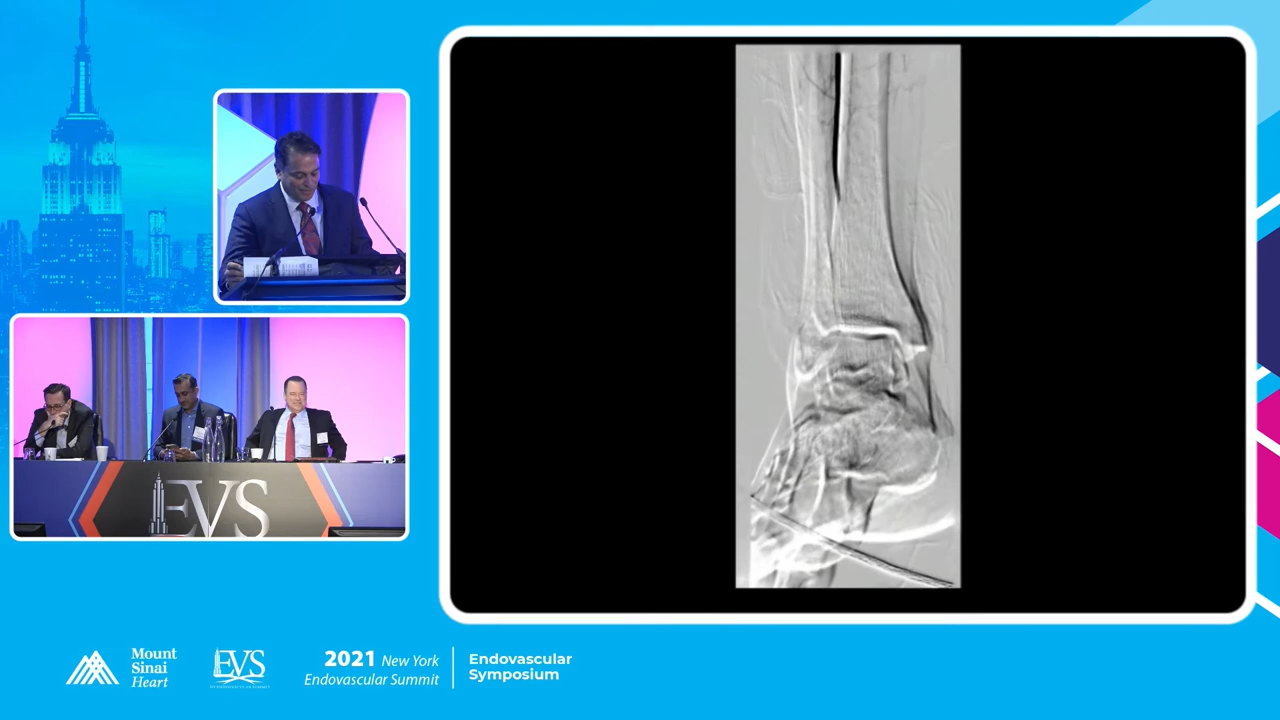 EVS
Mount
Sinai
Heart
EVS
2021 New York
Endovascular Summit
Endovascular
Symposium